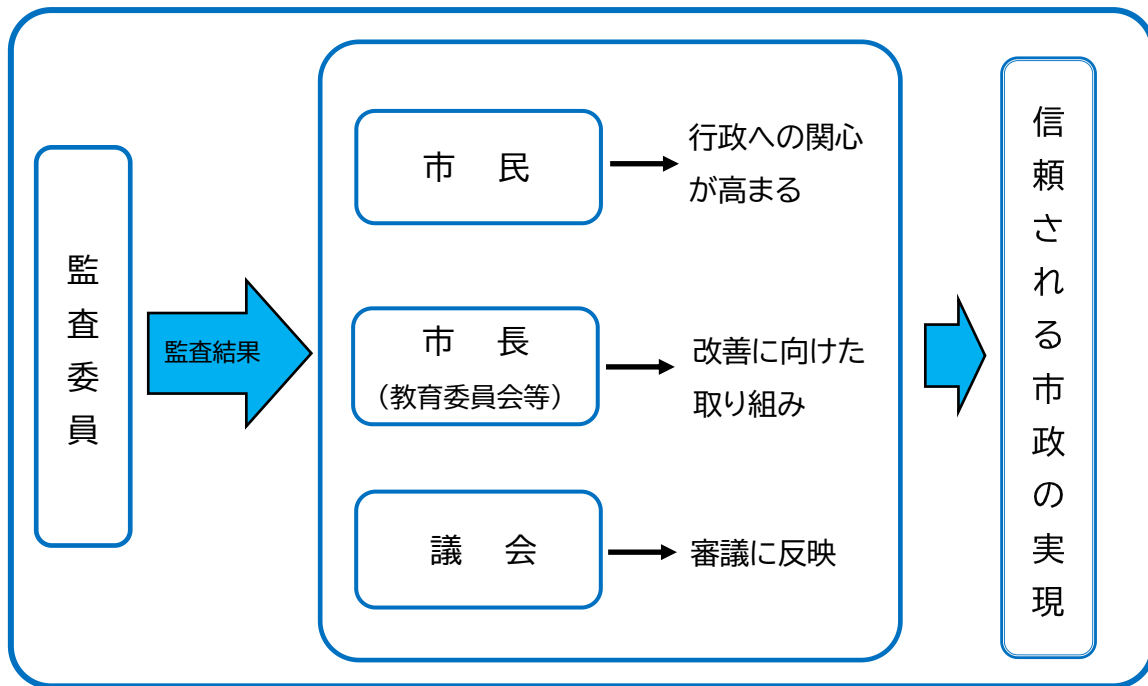 監査委員
監査結果
市　民
行政への関心
が高まる
市　長
（教育委員会等）
改善に向けた
取り組み
議　会
審議に反映
信頼される市政の実現